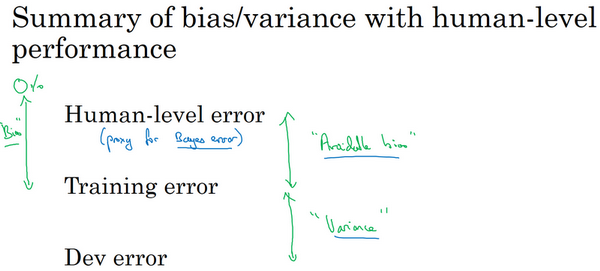 Summary of bias/variance with human-level
performance
0%
"Bias"
Human-level error
(proxy for Bayes error)
"Avoidable bias"
Training error
"Variance"
Dev error